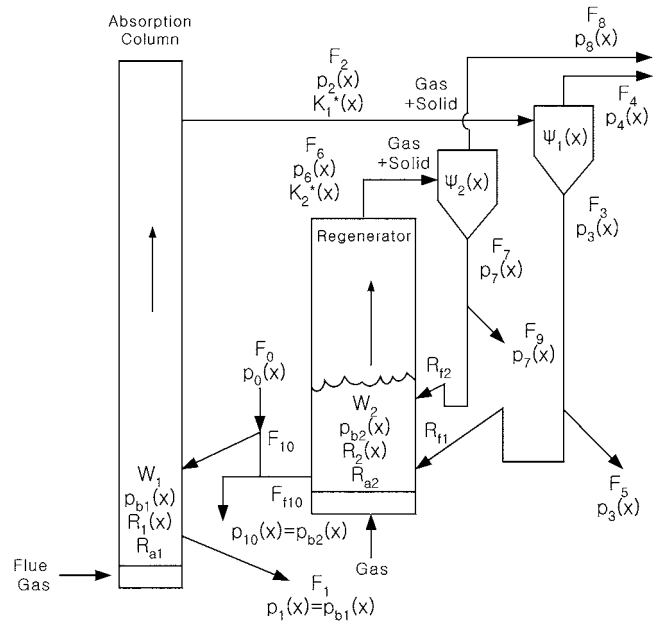 Absorption
Column
F2
p2(x)
K1*(x)
Gas
+Solid
F8
p8(x)
F4
p4(x)
Ψ1(x)
F6
p6(x)
K2*(x)
Gas
+Solid
Ψ2(x)
F3
p3(x)
Regenerator
F7
p7(x)
F9
p7(x)
F0
p0(x)
Rf2
F10
W2
pb2(x)
R2(x)
Ra2
Rf1
W1
pb1(x)
R1(x)
Ra1
Ff10
F5
p3(x)
p10(x)=pb2(x)
Flue
Gas
Gas
F1
p1(x)=pb1(x)